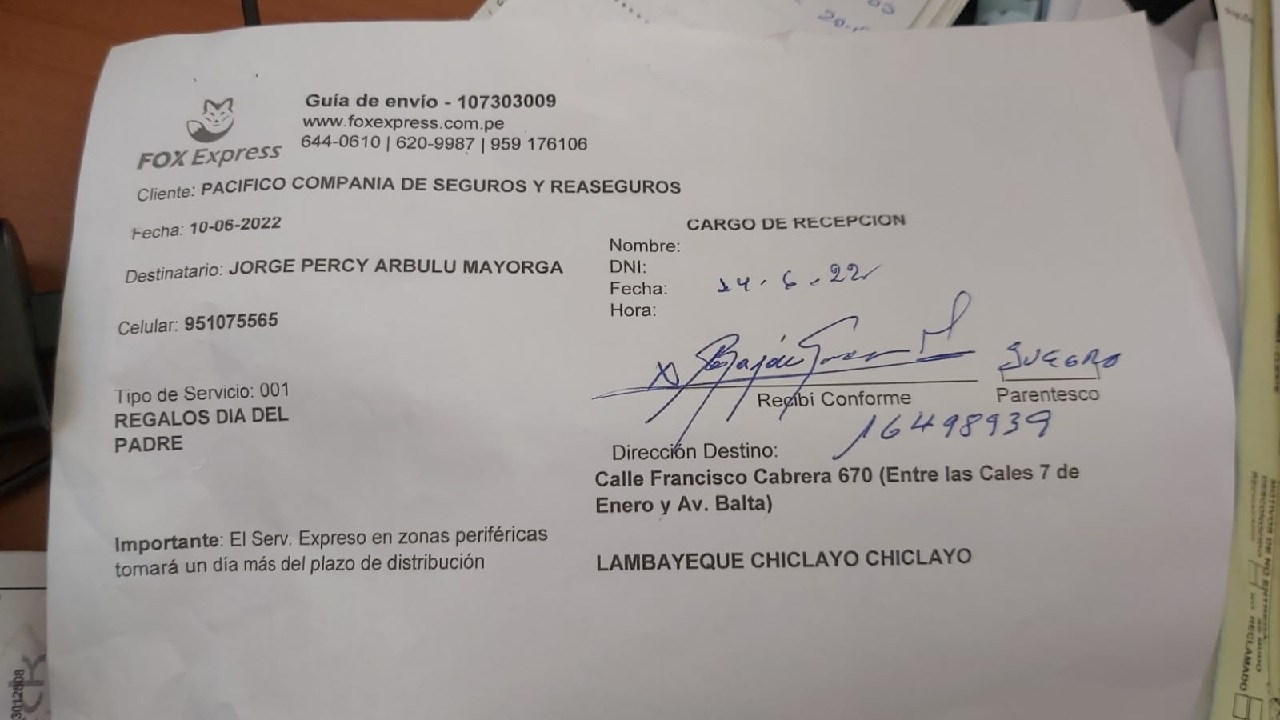 Guía de envío - 107303009
www.foxexpress.com.pe
644-0610 | 620-9987 | 959 176106
FOX Express
Cliente: PACIFICO COMPANIA DE SEGUROS Y REASEGUROS
Fecha: 10-06-2022
Destinatario: JORGE PERCY ARBULU MAYORGA
Celular: 951075565
Tipo de Servicio: 001
REGALOS DIA DEL
PADRE
Importante: El Serv. Expreso en zonas periféricas
tomará un día más del plazo de distribución
CARGO DE RECEPCION
Nombre:
DNI:
Fecha: 14.6.22
Hora:
SUEGRO
Recibi Conforme
Parentesco
16498939
Dirección Destino:
Calle Francisco Cabrera 670 (Entre las Cales 7 de
Enero y Av. Balta)
LAMBAYEQUE CHICLAYO CHICLAYO